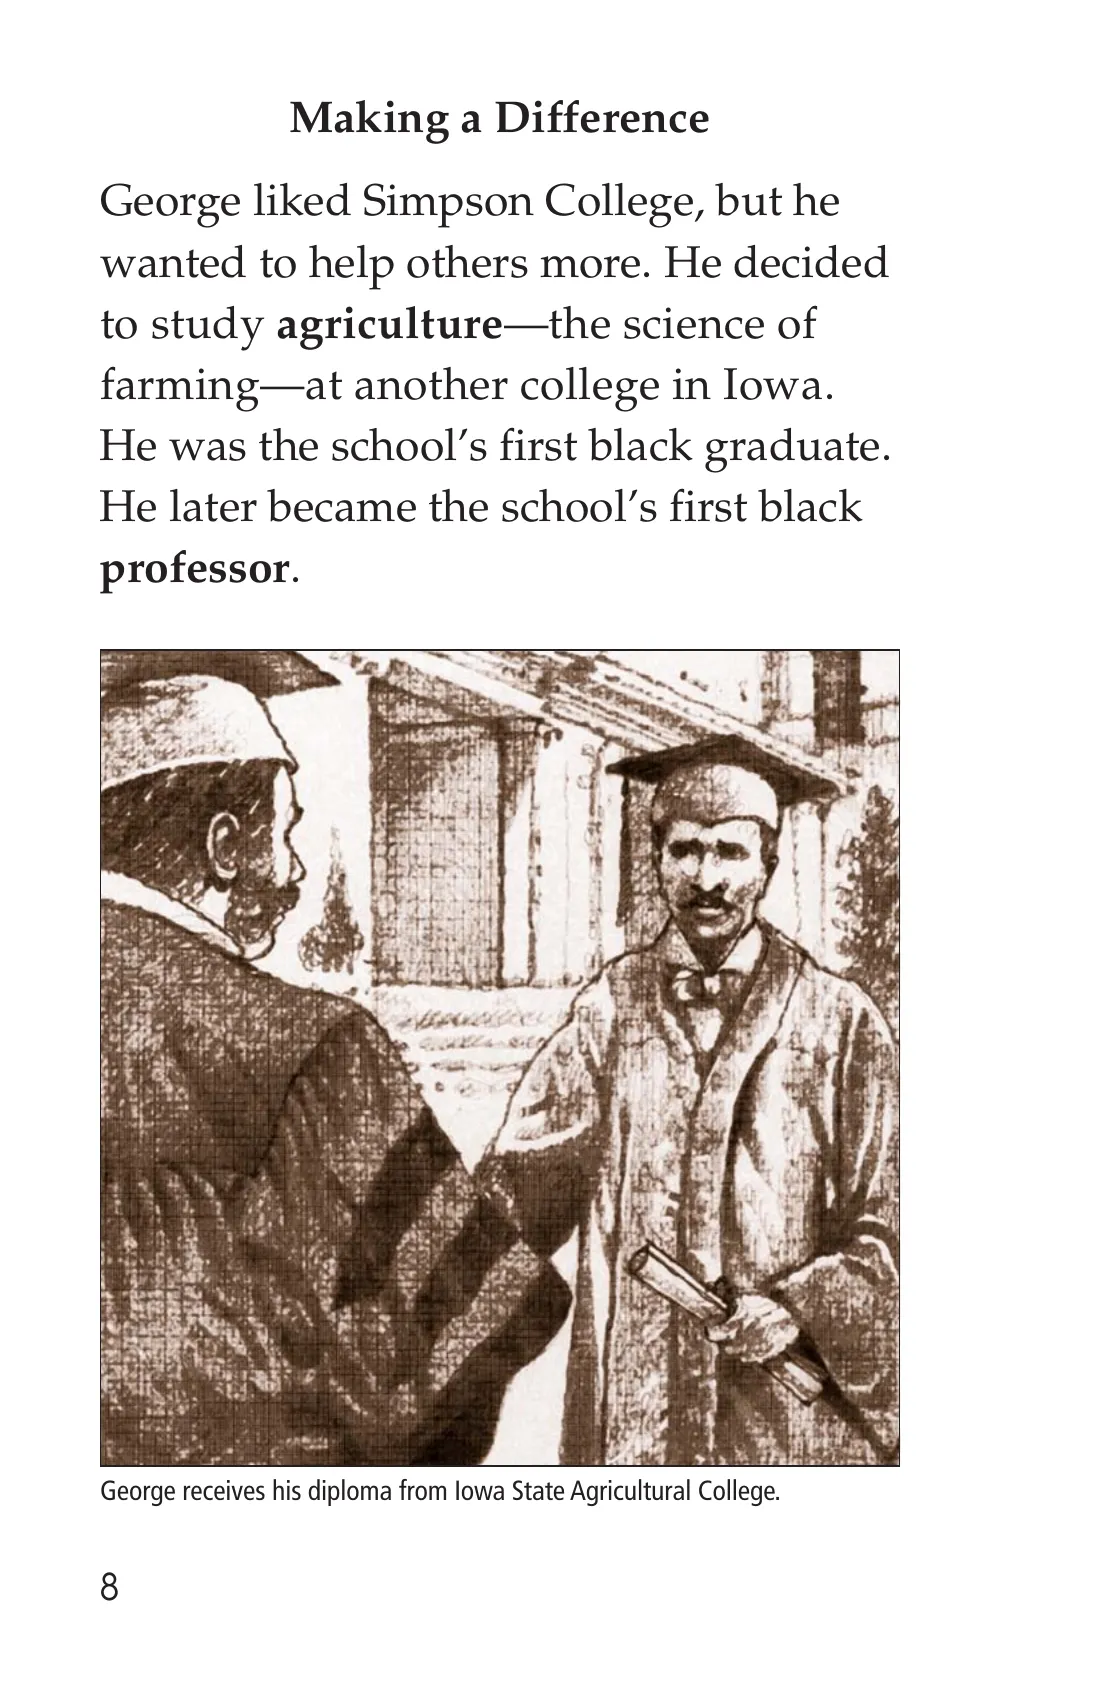 Making a Difference
George liked Simpson College, but he
wanted to help others more. He decided
to study agriculture—the science of
farming—at another college in Iowa.
He was the school’s first black graduate.
He later became the school’s first black
professor.
George receives his diploma from Iowa State Agricultural College.
8